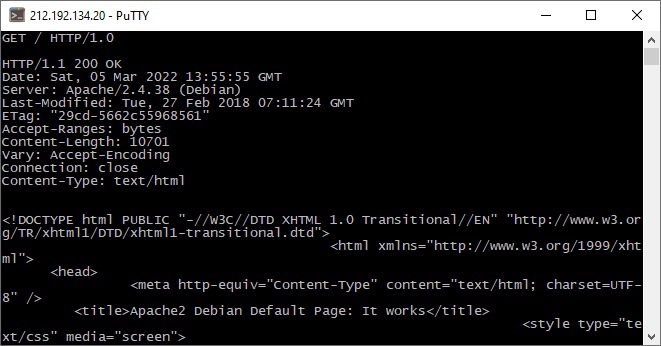 212.192.134.20 - PuTTY
GET / HTTP/1.0
HTTP/1.1 200 OK
Date: Sat, 05 Mar 2022 13:55:55 GMT
Server: Apache/2.4.38 (Debian)
Last-Modified: Tue, 27 Feb 2018 07:11:24 GMT
ETag: "29cd-5662c55968561"
Accept-Ranges: bytes
Content-Length: 10701
Vary: Accept-Encoding
Connection: close
Content-Type: text/html
<!DOCTYPE html PUBLIC "-//W3C//DTD XHTML 1.0 Transitional//EN" "http://www.w3.or
g/TR/xhtml1/DTD/xhtml1-transitional.dtd">
<html xmlns="http://www.w3.org/1999/xht
ml">
<head>
<meta http-equiv="Content-Type" content="text/html; charset=UTF-
8" />
<title>Apache2 Debian Default Page: It works</title>
<style type="te
xt/css" media="screen">